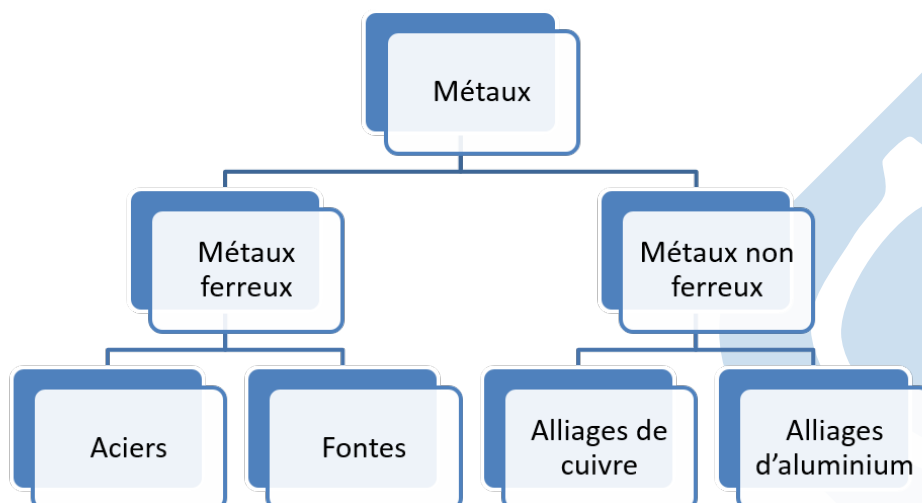 Métaux
Métaux
ferreux
Métaux non
ferreux
Aciers
Fontes
Alliages de
cuivre
Alliages
d'aluminium